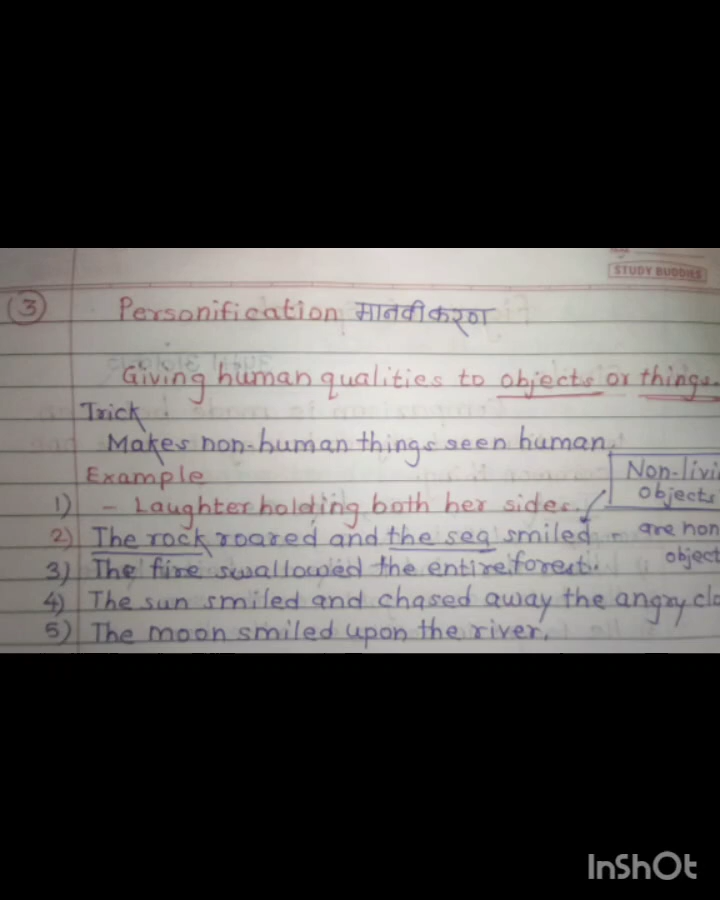 STUDY BUDDIES
(3) Personification मानवीकरण
Giving human qualities to objects or things.
Trick
Makes non-human things seen human.
Example
Non-livi
objects
1) - Laughter holding both her sides.
2) The rock roared and the sea smiled - are non
object
3) The fire swallowed the entire forest.
4) The sun smiled and chased away the angry clo
5) The moon smiled upon the river.
InShOt